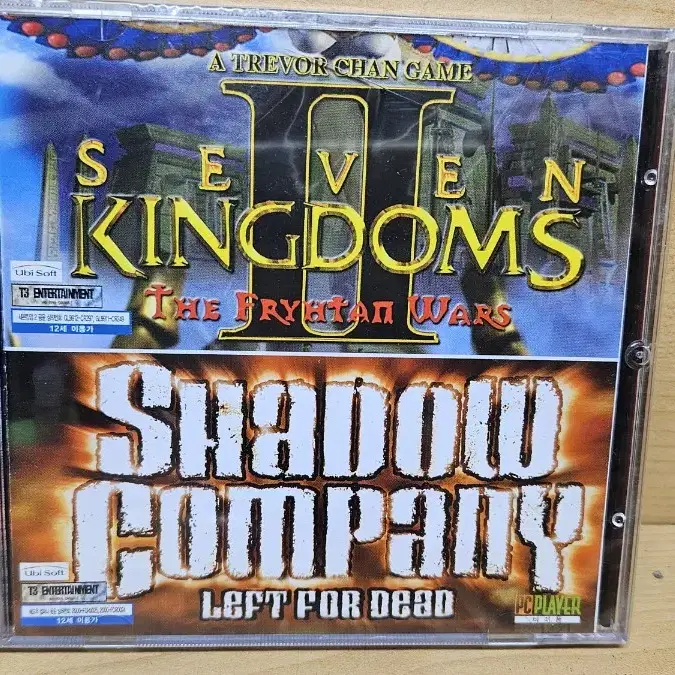 A TREVOR CHAN GAME
II
SEVEN
KINGDOMS
THE FRYHTAN WARS
Ubi Soft
T3 ENTERTAINMENT
12세 이용가
SHADOW
COMPANY
LEFT FOR DEAD
Ubi Soft
T3 ENTERTAINMENT
12세 이용가
PC PLAYER